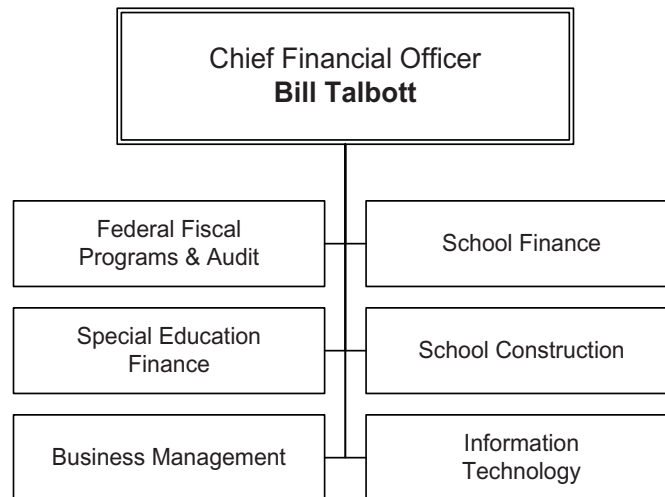 Chief Financial Officer
Bill Talbott
Federal Fiscal
Programs & Audit
School Finance
Special Education
Finance
School Construction
Business Management
Information
Technology